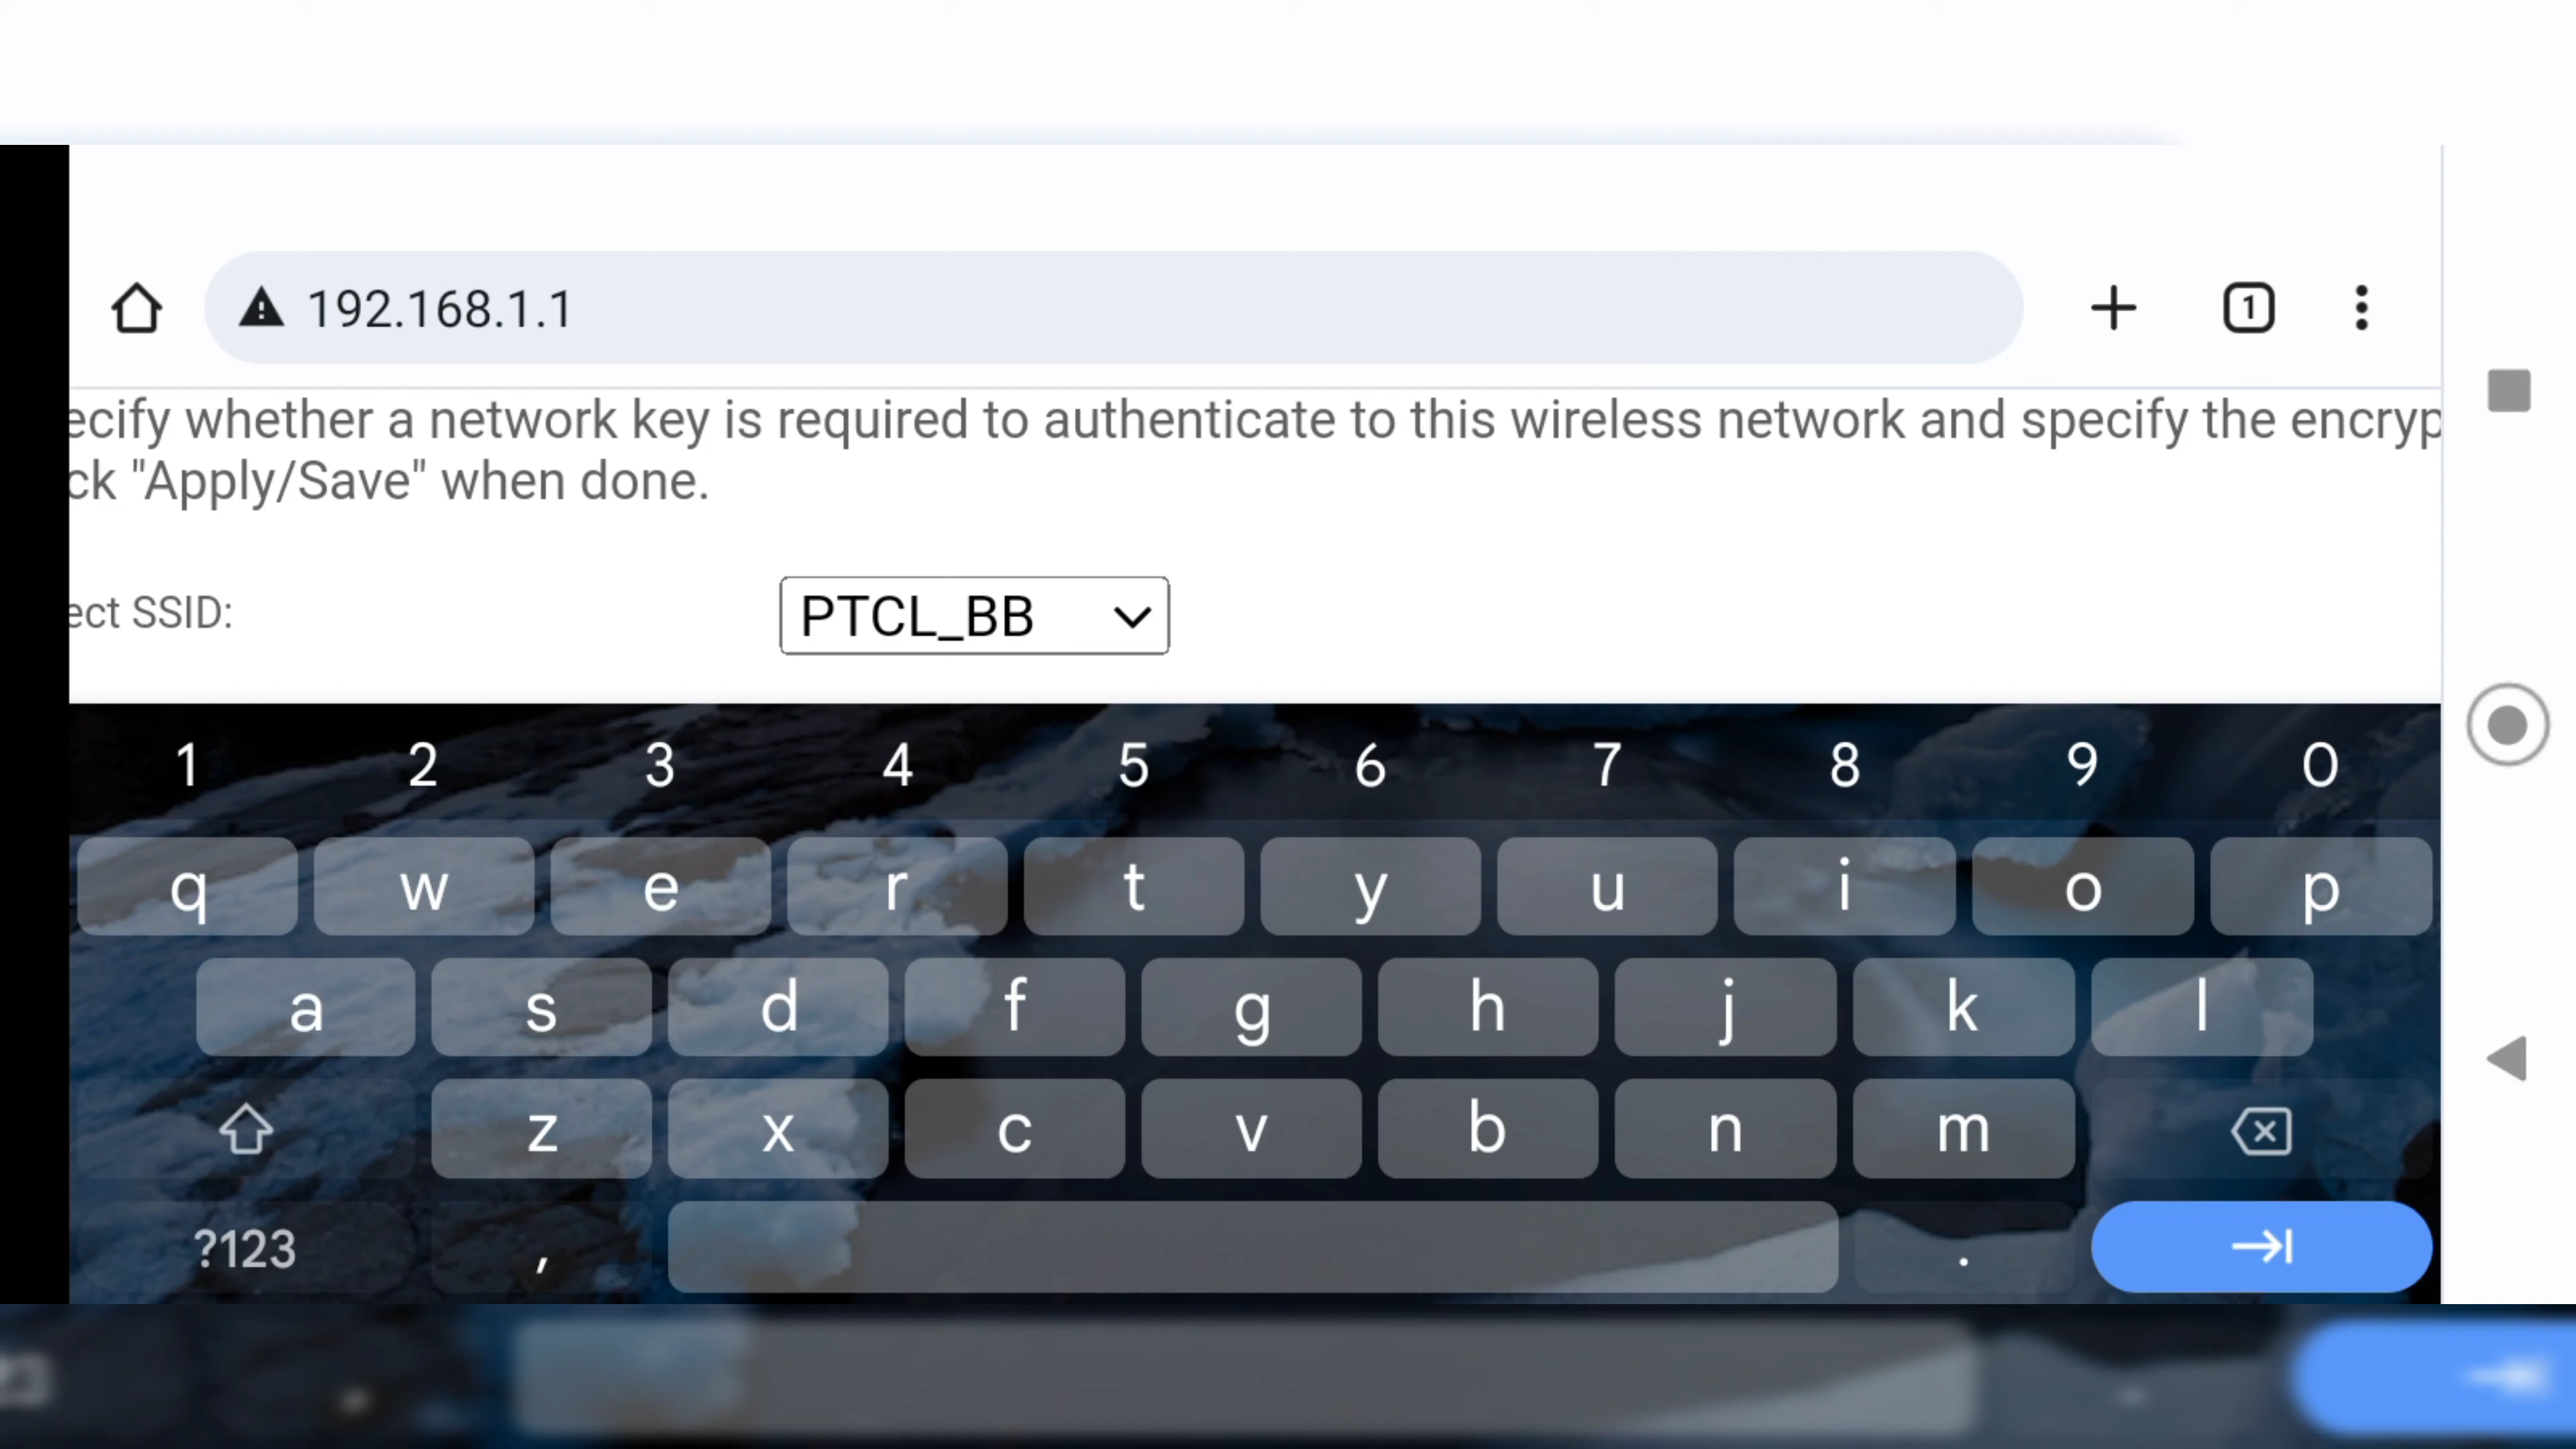 192.168.1.1
1
ecify whether a network key is required to authenticate to this wireless network and specify the encryp
ck "Apply/Save" when done.
ect SSID:
PTCL_BB
1 2 3 4 5 6 7 8 9 0
q w e r t y u i o p
a s d f g h j k l
z x c v b n m
?123 , .